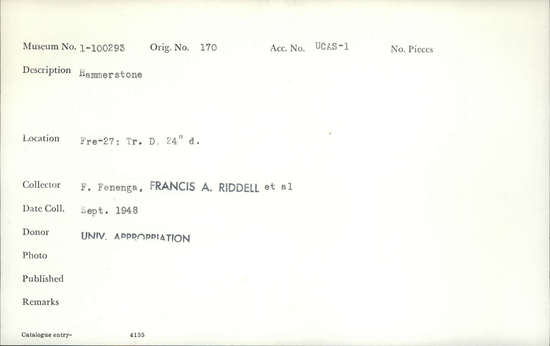 Museum No. 1-100293 Orig. No. 170 Acc. No. UCAS-1 No. Pieces
Description Hammerstone
Location Fre-27: Tr. D. 24" d.
Collector F. Fenenga, FRANCIS A. RIDDELL et al
Date Coll. Sept. 1948
Donor UNIV. APPROPRIATION
Photo
Published
Remarks
Catalogue entry- 4135